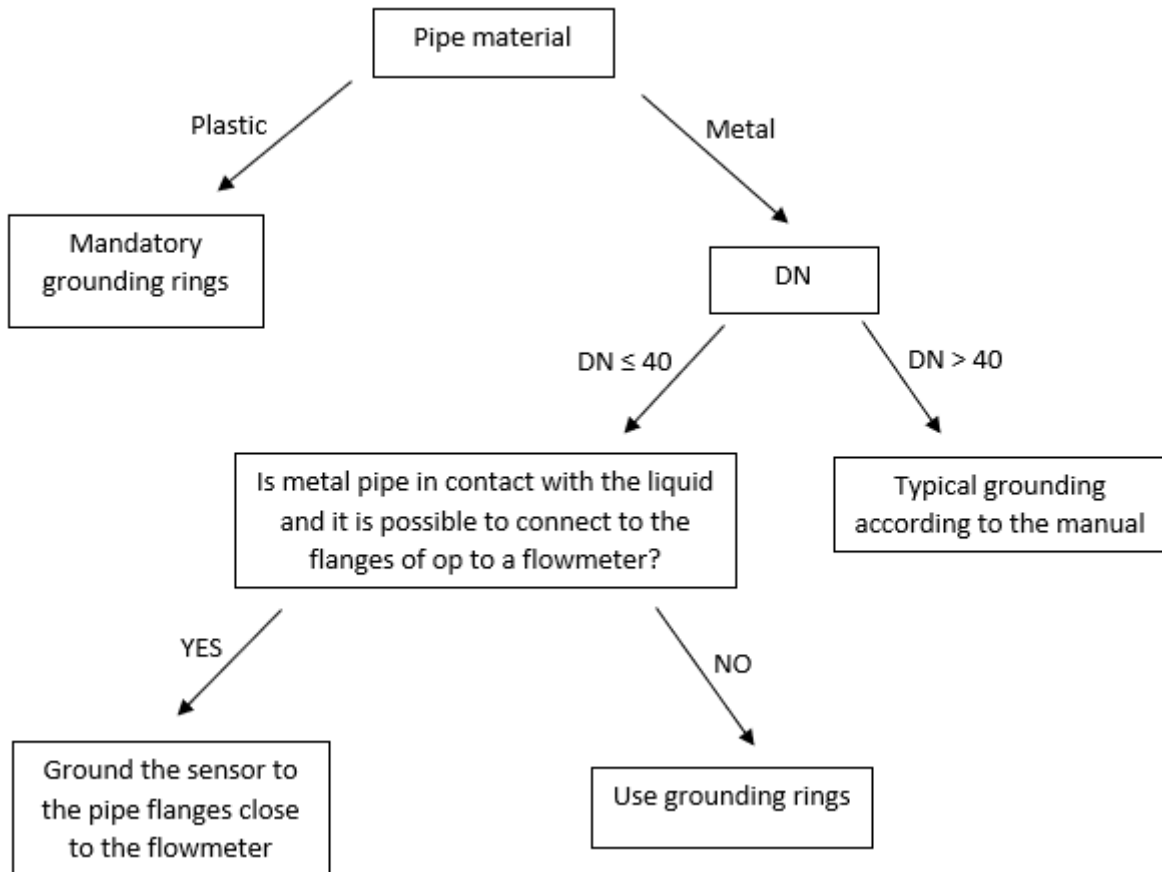 Pipe material
Plastic
Metal
Mandatory
grounding rings
DN
DN ≤ 40
DN > 40
Is metal pipe in contact with the liquid
and it is possible to connect to the
flanges of op to a flowmeter?
Typical grounding
according to the manual
YES
NO
Ground the sensor to
the pipe flanges close
to the flowmeter
Use grounding rings